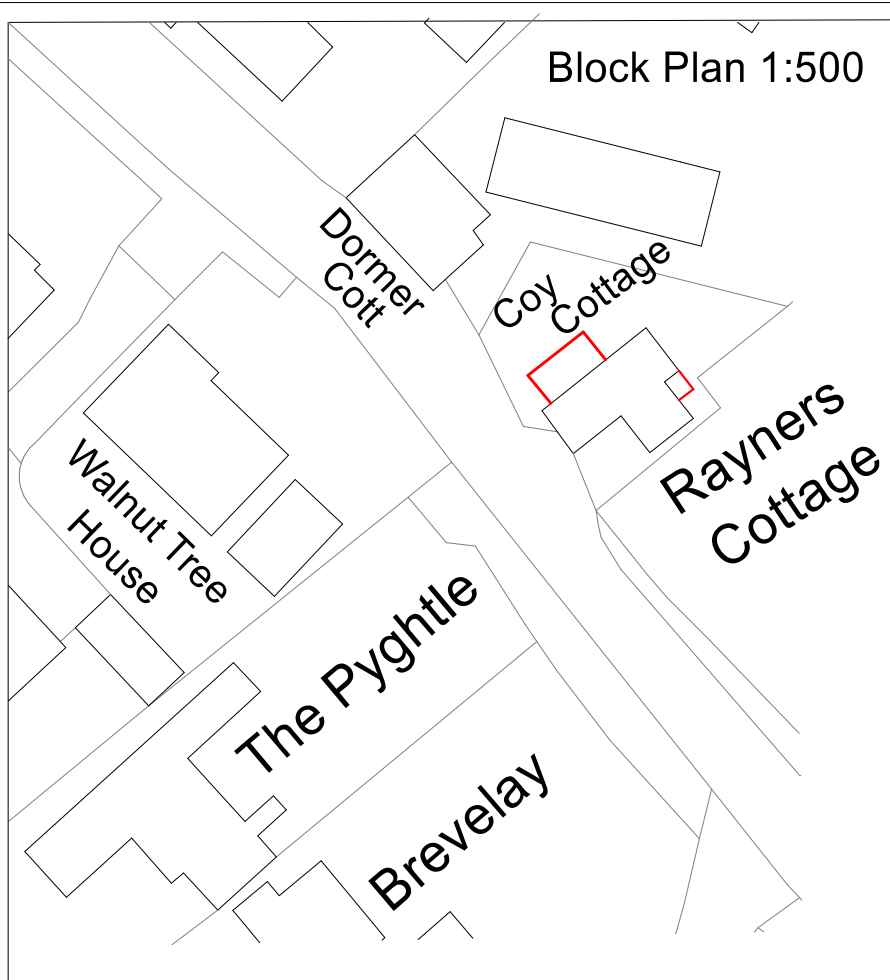 Block Plan 1:500
Dormer
Cott
Coy
Cottage
Rayners
Cottage
Walnut Tree
House
The Pyghtle
Brevelay